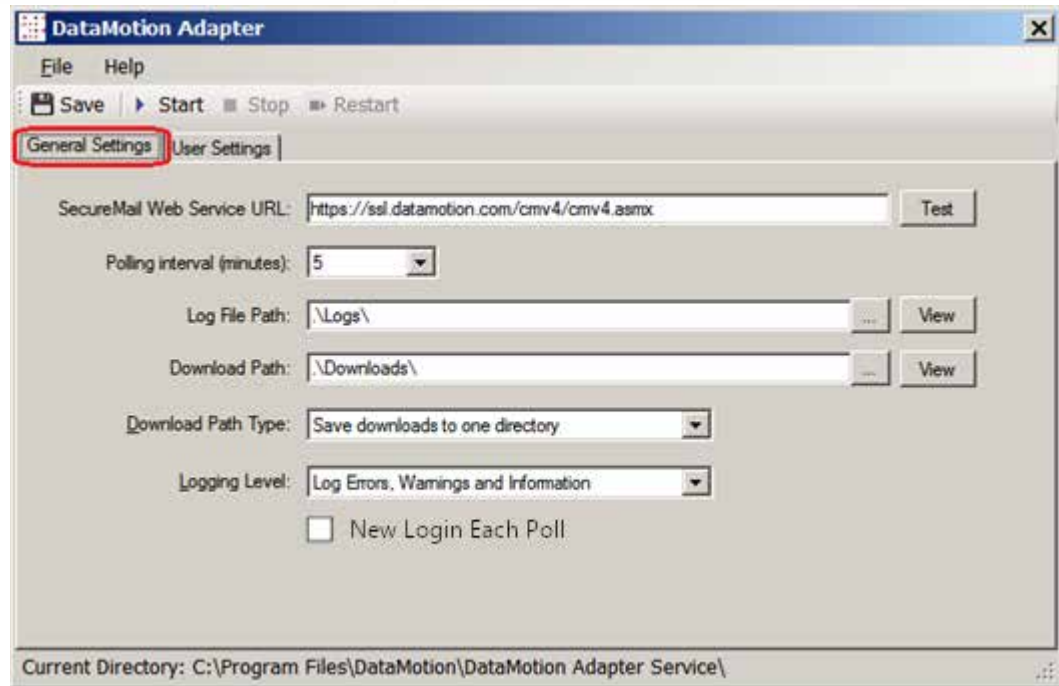 DataMotion Adapter
File Help
Save Start Stop Restart
General Settings User Settings
SecureMail Web Service URL: https://ssl.datamotion.com/cmv4/cmv4.asmx Test
Polling interval (minutes): 5
Log File Path: .\Logs\ ... View
Download Path: .\Downloads\ ... View
Download Path Type: Save downloads to one directory
Logging Level: Log Errors, Warnings and Information
New Login Each Poll
Current Directory: C:\Program Files\DataMotion\DataMotion Adapter Service\